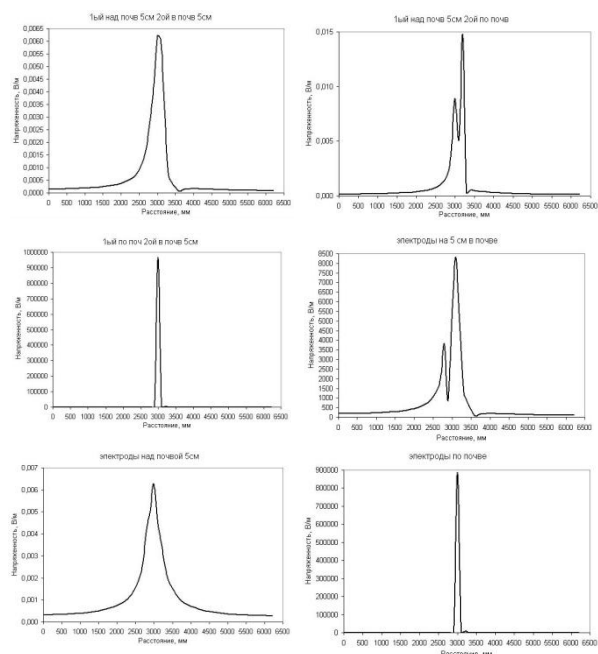 1ый над почв 5см 2ой в почв 5см
Напряженность, В/м
0,0065
0,0060
0,0055
0,0050
0,0045
0,0040
0,0035
0,0030
0,0025
0,0020
0,0015
0,0010
0,0005
0,0000
0 500 1000 1500 2000 2500 3000 3500 4000 4500 5000 5500 6000 6500
Расстояние, мм
1ый над почв 5см 2ой по почв
Напряженность, В/м
0,015
0,010
0,005
0,000
0 500 1000 1500 2000 2500 3000 3500 4000 4500 5000 5500 6000 6500
Расстояние, мм
1ый по поч 2ой в почв 5см
Напряженность, В/м
1000000
900000
800000
700000
600000
500000
400000
300000
200000
100000
0
0 500 1000 1500 2000 2500 3000 3500 4000 4500 5000 5500 6000 6500
Расстояние, мм
электроды на 5 см в почве
Напряженность, В/м
8500
8000
7500
7000
6500
6000
5500
5000
4500
4000
3500
3000
2500
2000
1500
1000
500
0
0 500 1000 1500 2000 2500 3000 3500 4000 4500 5000 5500 6000 6500
Расстояние, мм
электроды над почвой 5см
Напряженность, В/м
0,007
0,006
0,005
0,004
0,003
0,002
0,001
0,000
0 500 1000 1500 2000 2500 3000 3500 4000 4500 5000 5500 6000 6500
Расстояние, мм
электроды по почве
Напряженность, В/м
900000
800000
700000
600000
500000
400000
300000
200000
100000
0
0 500 1000 1500 2000 2500 3000 3500 4000 4500 5000 5500 6000 6500
Расстояние, мм